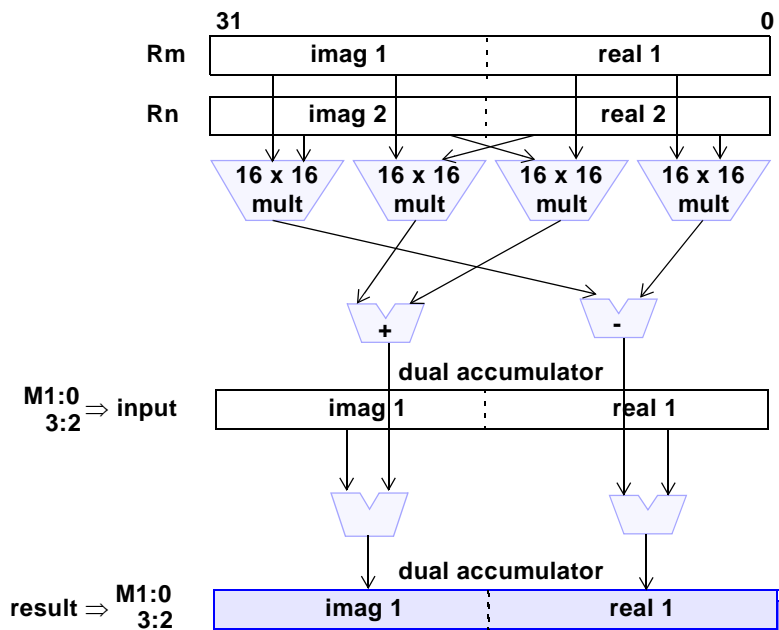 31 0
Rm imag 1 real 1
Rn imag 2 real 2
16 x 16 mult 16 x 16 mult 16 x 16 mult 16 x 16 mult
+ -
dual accumulator
M1:0 3:2 ⇒ input imag 1 real 1
dual accumulator
result ⇒ M1:0 3:2 imag 1 real 1